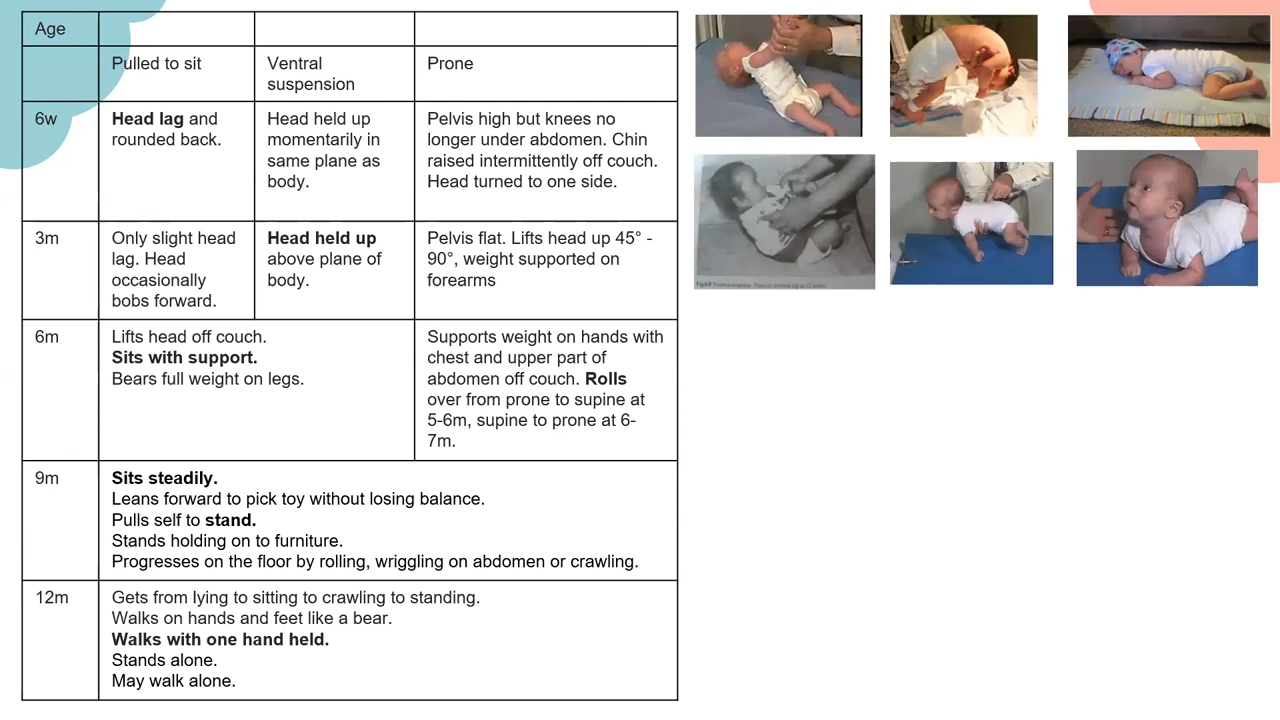 Age
Pulled to sit
Ventral
suspension
Prone
6w
Head lag and
rounded back.
Head held up
momentarily in
same plane as
body.
Pelvis high but knees no
longer under abdomen. Chin
raised intermittently off couch.
Head turned to one side.
3m
Only slight head
lag. Head
occasionally
bobs forward.
Head held up
above plane of
body.
Pelvis flat. Lifts head up 45° -
90°, weight supported on
forearms
6m
Lifts head off couch.
Sits with support.
Bears full weight on legs.
Supports weight on hands with
chest and upper part of
abdomen off couch. Rolls
over from prone to supine at
5-6m, supine to prone at 6-
7m.
9m
Sits steadily.
Leans forward to pick toy without losing balance.
Pulls self to stand.
Stands holding on to furniture.
Progresses on the floor by rolling, wriggling on abdomen or crawling.
12m
Gets from lying to sitting to crawling to standing.
Walks on hands and feet like a bear.
Walks with one hand held.
Stands alone.
May walk alone.